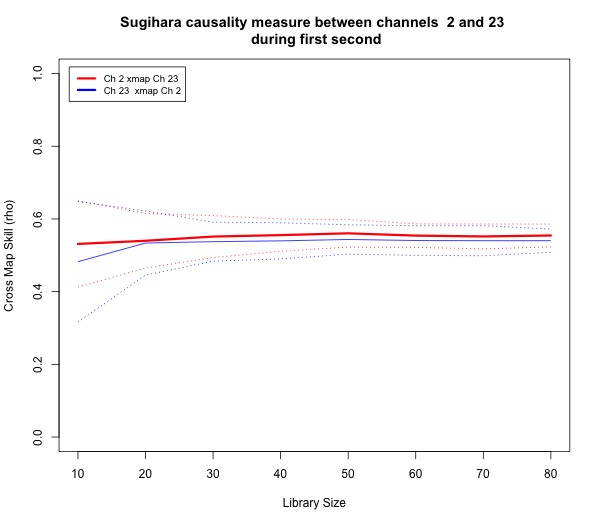 Sugihara causality measure between channels  2 and 23
during first second
Ch 2 xmap Ch 23
Ch 23  xmap Ch 2
Cross Map Skill (rho)
1.0
0.8
0.6
0.4
0.2
0.0
10 20 30 40 50 60 70 80
Library Size